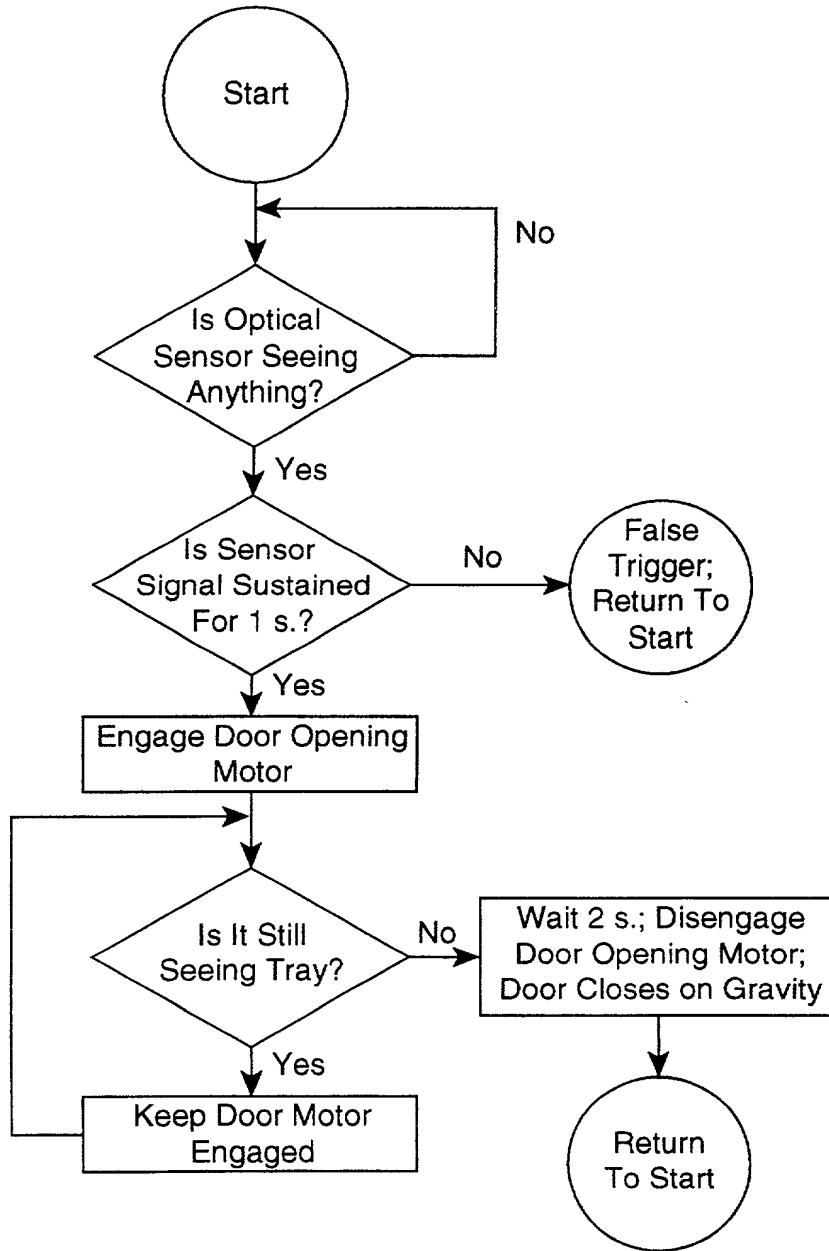 Start
No
Is Optical
Sensor Seeing
Anything?
Yes
Is Sensor
Signal Sustained
For 1 s.?
No
False
Trigger;
Return To
Start
Yes
Engage Door Opening
Motor
Is It Still
Seeing Tray?
No
Wait 2 s.; Disengage
Door Opening Motor;
Door Closes on Gravity
Yes
Keep Door Motor
Engaged
Return
To Start